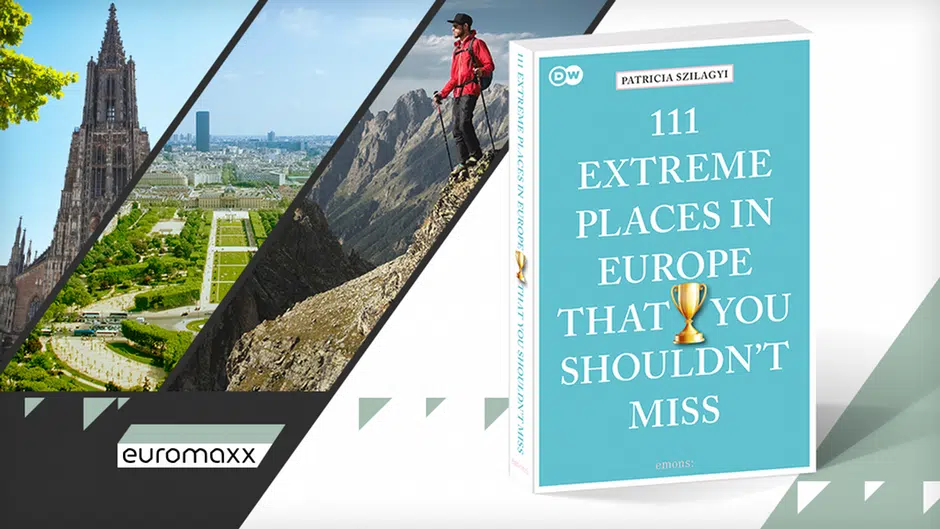 euromaxx
111 EXTREME PLACES IN EUROPE THAT YOU SHOULDN'T MISS
DW
PATRICIA SZILAGYI
111
EXTREME
PLACES IN
EUROPE
THAT YOU
SHOULDN'T
MISS
emons: